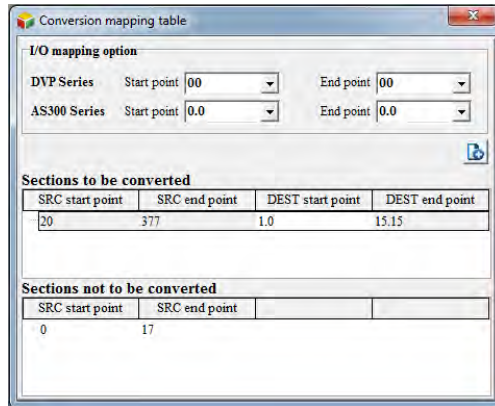 Conversion mapping table
I/O mapping option
DVP Series Start point 00 End point 00
AS300 Series Start point 0.0 End point 0.0
Sections to be converted
SRC start point SRC end point DEST start point DEST end point
20 377 1.0 15.15
Sections not to be converted
SRC start point SRC end point
0 17